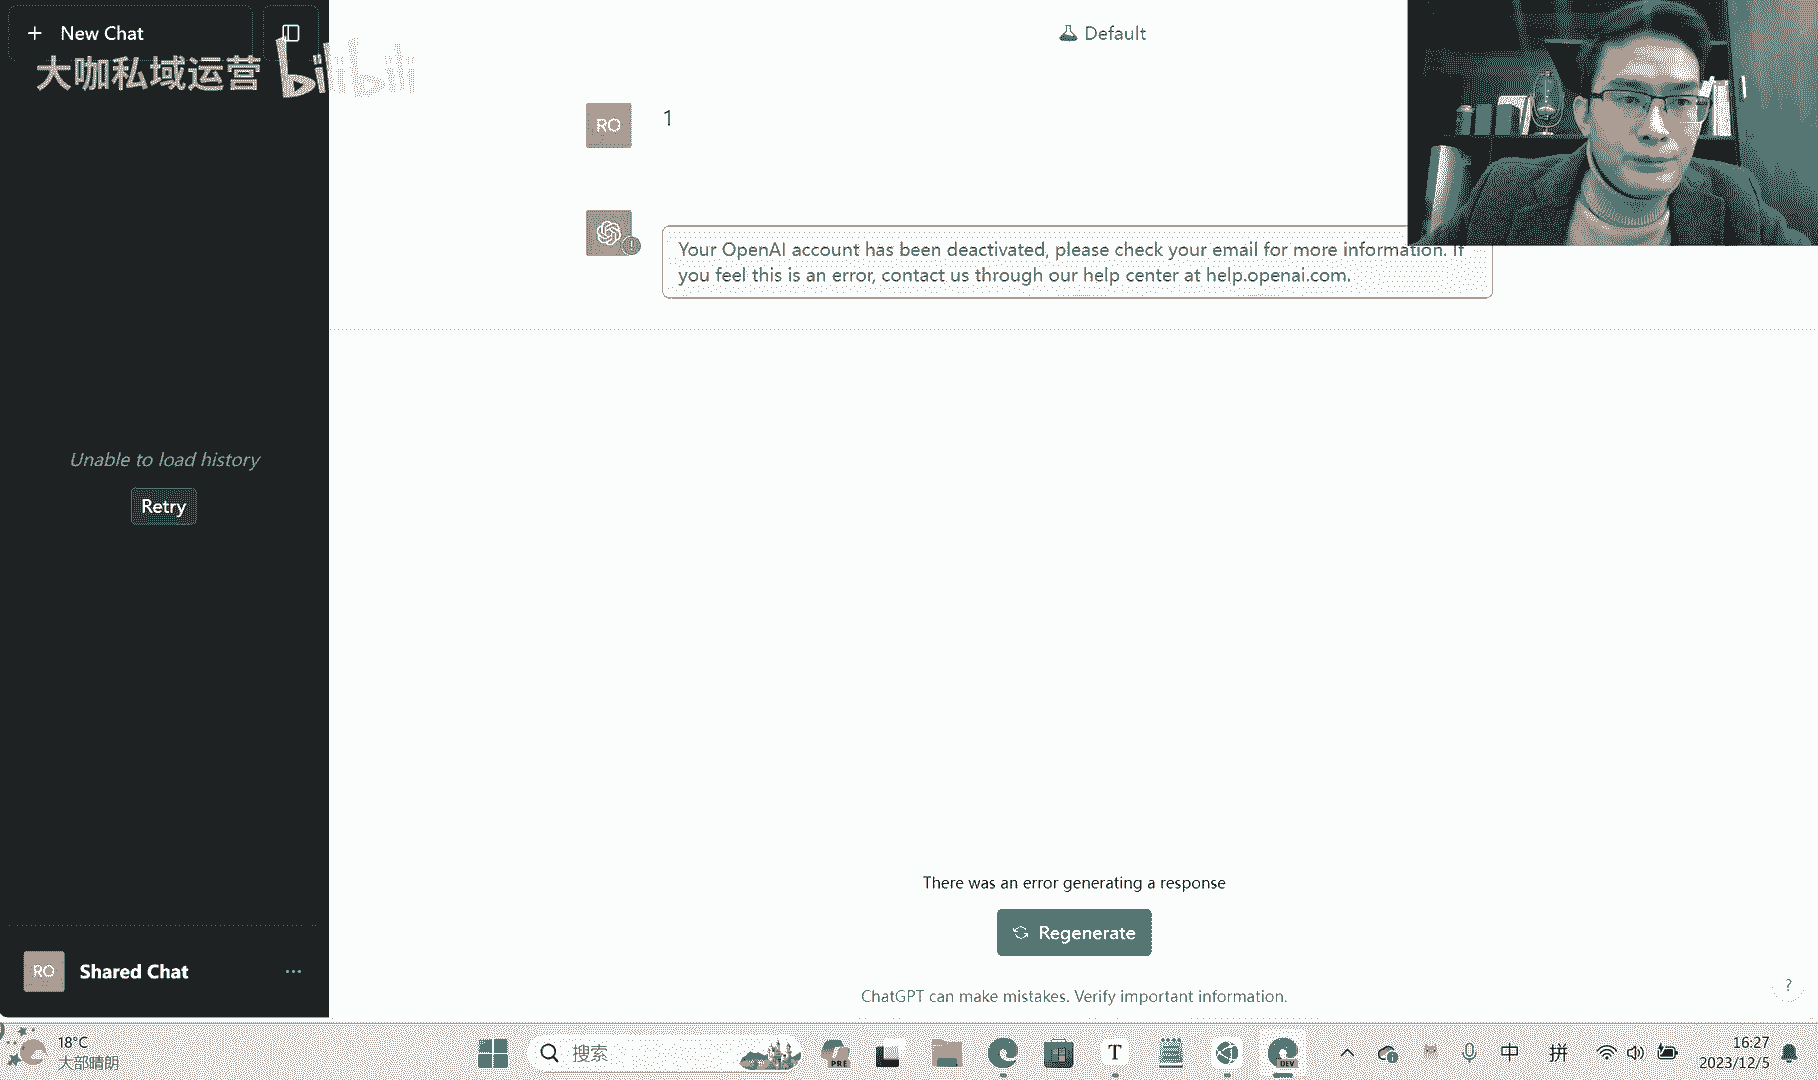 New Chat
大咖私域运营 bilibili
Default
RO
1
Your OpenAI account has been deactivated, please check your email for more information. If
you feel this is an error, contact us through our help center at help.openai.com.
Unable to load history
Retry
There was an error generating a response
Regenerate
RO
Shared Chat
ChatGPT can make mistakes. Verify important information.
?
18°C
大部晴朗
搜索
PRE
T
DEV
中
拼
16:27
2023/12/5